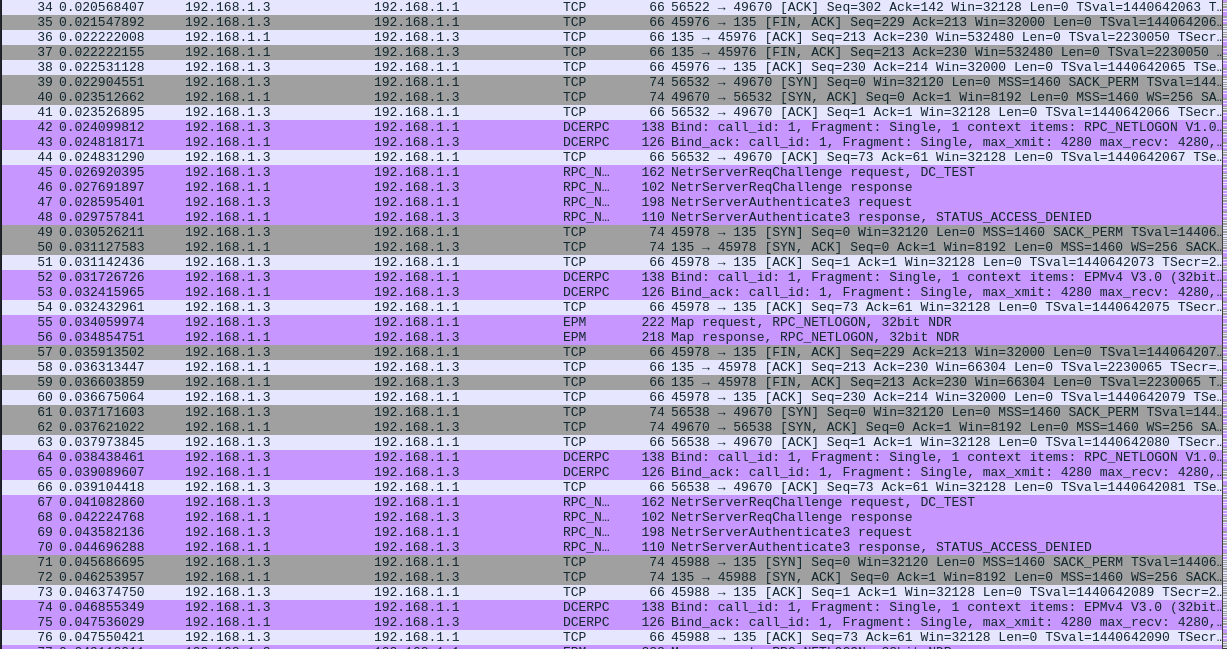 34 0.020568407 192.168.1.3 192.168.1.1 TCP 66 56522 → 49670 [ACK] Seq=302 Ack=142 Win=32128 Len=0 TSval=1440642063 T…
35 0.021547892 192.168.1.3 192.168.1.1 TCP 66 45976 → 135 [FIN, ACK] Seq=229 Ack=213 Win=32000 Len=0 TSval=144064206…
36 0.022222008 192.168.1.1 192.168.1.3 TCP 66 135 → 45976 [ACK] Seq=213 Ack=230 Win=532480 Len=0 TSval=2230050 TSecr…
37 0.022222155 192.168.1.1 192.168.1.3 TCP 66 135 → 45976 [FIN, ACK] Seq=213 Ack=230 Win=532480 Len=0 TSval=2230050 …
38 0.022531128 192.168.1.3 192.168.1.1 TCP 66 45976 → 135 [ACK] Seq=230 Ack=214 Win=32000 Len=0 TSval=1440642065 TSe…
39 0.022904551 192.168.1.3 192.168.1.1 TCP 74 56532 → 49670 [SYN] Seq=0 Win=32120 Len=0 MSS=1460 SACK_PERM TSval=144…
40 0.023512662 192.168.1.1 192.168.1.3 TCP 74 49670 → 56532 [SYN, ACK] Seq=0 Ack=1 Win=8192 Len=0 MSS=1460 WS=256 SA…
41 0.023526895 192.168.1.3 192.168.1.1 TCP 66 56532 → 49670 [ACK] Seq=1 Ack=1 Win=32128 Len=0 TSval=1440642066 TSecr…
42 0.024099812 192.168.1.3 192.168.1.1 DCERPC 138 Bind: call_id: 1, Fragment: Single, 1 context items: RPC_NETLOGON V1.0…
43 0.024818171 192.168.1.1 192.168.1.3 DCERPC 126 Bind_ack: call_id: 1, Fragment: Single, max_xmit: 4280 max_recv: 4280,…
44 0.024831290 192.168.1.3 192.168.1.1 TCP 66 56532 → 49670 [ACK] Seq=73 Ack=61 Win=32128 Len=0 TSval=1440642067 TSe…
45 0.026920395 192.168.1.3 192.168.1.1 RPC_N… 162 NetrServerReqChallenge request, DC_TEST
46 0.027691897 192.168.1.1 192.168.1.3 RPC_N… 102 NetrServerReqChallenge response
47 0.028595401 192.168.1.3 192.168.1.1 RPC_N… 198 NetrServerAuthenticate3 request
48 0.029757841 192.168.1.1 192.168.1.3 RPC_N… 110 NetrServerAuthenticate3 response, STATUS_ACCESS_DENIED
49 0.030526211 192.168.1.3 192.168.1.1 TCP 74 45978 → 135 [SYN] Seq=0 Win=32120 Len=0 MSS=1460 SACK_PERM TSval=14406…
50 0.031127583 192.168.1.1 192.168.1.3 TCP 74 135 → 45978 [SYN, ACK] Seq=0 Ack=1 Win=8192 Len=0 MSS=1460 WS=256 SACK…
51 0.031142436 192.168.1.3 192.168.1.1 TCP 66 45978 → 135 [ACK] Seq=1 Ack=1 Win=32128 Len=0 TSval=1440642073 TSecr=2…
52 0.031726726 192.168.1.3 192.168.1.1 DCERPC 138 Bind: call_id: 1, Fragment: Single, 1 context items: EPMv4 V3.0 (32bit…
53 0.032415965 192.168.1.1 192.168.1.3 DCERPC 126 Bind_ack: call_id: 1, Fragment: Single, max_xmit: 4280 max_recv: 4280,…
54 0.032432961 192.168.1.3 192.168.1.1 TCP 66 45978 → 135 [ACK] Seq=73 Ack=61 Win=32128 Len=0 TSval=1440642075 TSecr…
55 0.034059974 192.168.1.3 192.168.1.1 EPM 222 Map request, RPC_NETLOGON, 32bit NDR
56 0.034854751 192.168.1.1 192.168.1.3 EPM 218 Map response, RPC_NETLOGON, 32bit NDR
57 0.035913502 192.168.1.3 192.168.1.1 TCP 66 45978 → 135 [FIN, ACK] Seq=229 Ack=213 Win=32000 Len=0 TSval=144064207…
58 0.036313447 192.168.1.1 192.168.1.3 TCP 66 135 → 45978 [ACK] Seq=213 Ack=230 Win=66304 Len=0 TSval=2230065 TSecr=…
59 0.036603859 192.168.1.1 192.168.1.3 TCP 66 135 → 45978 [FIN, ACK] Seq=213 Ack=230 Win=66304 Len=0 TSval=2230065 T…
60 0.036675064 192.168.1.3 192.168.1.1 TCP 66 45978 → 135 [ACK] Seq=230 Ack=214 Win=32000 Len=0 TSval=1440642079 TSe…
61 0.037171603 192.168.1.3 192.168.1.1 TCP 74 56538 → 49670 [SYN] Seq=0 Win=32120 Len=0 MSS=1460 SACK_PERM TSval=144…
62 0.037621022 192.168.1.1 192.168.1.3 TCP 74 49670 → 56538 [SYN, ACK] Seq=0 Ack=1 Win=8192 Len=0 MSS=1460 WS=256 SA…
63 0.037973845 192.168.1.3 192.168.1.1 TCP 66 56538 → 49670 [ACK] Seq=1 Ack=1 Win=32128 Len=0 TSval=1440642080 TSecr…
64 0.038438461 192.168.1.3 192.168.1.1 DCERPC 138 Bind: call_id: 1, Fragment: Single, 1 context items: RPC_NETLOGON V1.0…
65 0.039089607 192.168.1.1 192.168.1.3 DCERPC 126 Bind_ack: call_id: 1, Fragment: Single, max_xmit: 4280 max_recv: 4280,…
66 0.039104418 192.168.1.3 192.168.1.1 TCP 66 56538 → 49670 [ACK] Seq=73 Ack=61 Win=32128 Len=0 TSval=1440642081 TSe…
67 0.041082860 192.168.1.3 192.168.1.1 RPC_N… 162 NetrServerReqChallenge request, DC_TEST
68 0.042224768 192.168.1.1 192.168.1.3 RPC_N… 102 NetrServerReqChallenge response
69 0.043582136 192.168.1.3 192.168.1.1 RPC_N… 198 NetrServerAuthenticate3 request
70 0.044696288 192.168.1.1 192.168.1.3 RPC_N… 110 NetrServerAuthenticate3 response, STATUS_ACCESS_DENIED
71 0.045686695 192.168.1.3 192.168.1.1 TCP 74 45988 → 135 [SYN] Seq=0 Win=32120 Len=0 MSS=1460 SACK_PERM TSval=14406…
72 0.046253957 192.168.1.1 192.168.1.3 TCP 74 135 → 45988 [SYN, ACK] Seq=0 Ack=1 Win=8192 Len=0 MSS=1460 WS=256 SACK…
73 0.046374750 192.168.1.3 192.168.1.1 TCP 66 45988 → 135 [ACK] Seq=1 Ack=1 Win=32128 Len=0 TSval=1440642089 TSecr=2…
74 0.046855349 192.168.1.3 192.168.1.1 DCERPC 138 Bind: call_id: 1, Fragment: Single, 1 context items: EPMv4 V3.0 (32bit…
75 0.047536029 192.168.1.1 192.168.1.3 DCERPC 126 Bind_ack: call_id: 1, Fragment: Single, max_xmit: 4280 max_recv: 4280,…
76 0.047550421 192.168.1.3 192.168.1.1 TCP 66 45988 → 135 [ACK] Seq=73 Ack=61 Win=32128 Len=0 TSval=1440642090 TSecr…